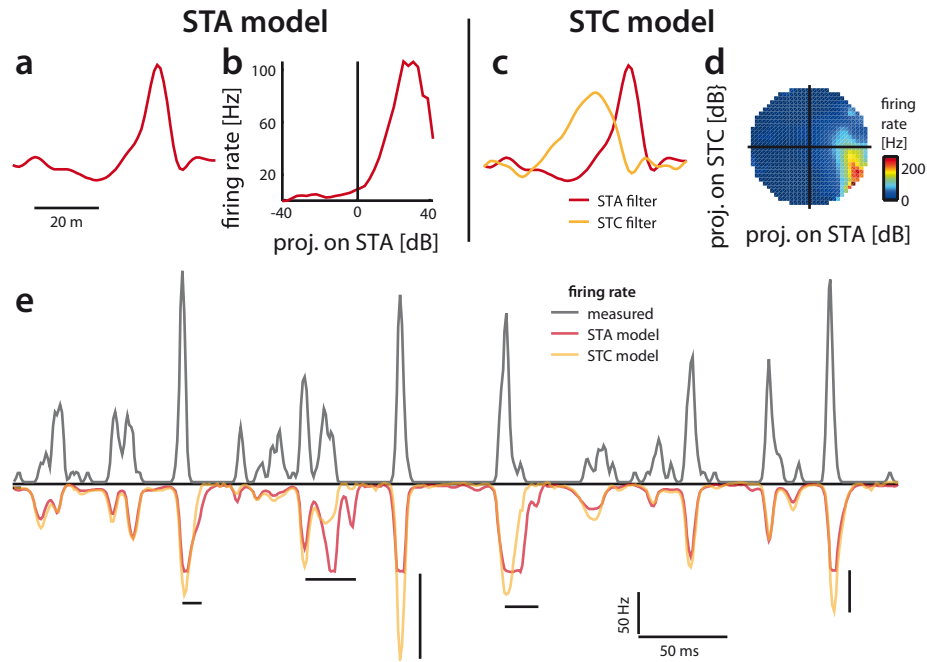 STA model
STC model
a
b
c
d
firing rate [Hz]
100
60
20
-40
0
40
proj. on STA [dB]
20 m
STA filter
STC filter
proj. on STC [dB}
proj. on STA [dB]
firing
rate
[Hz]
200
0
e
firing rate
measured
STA model
STC model
50 Hz
50 ms